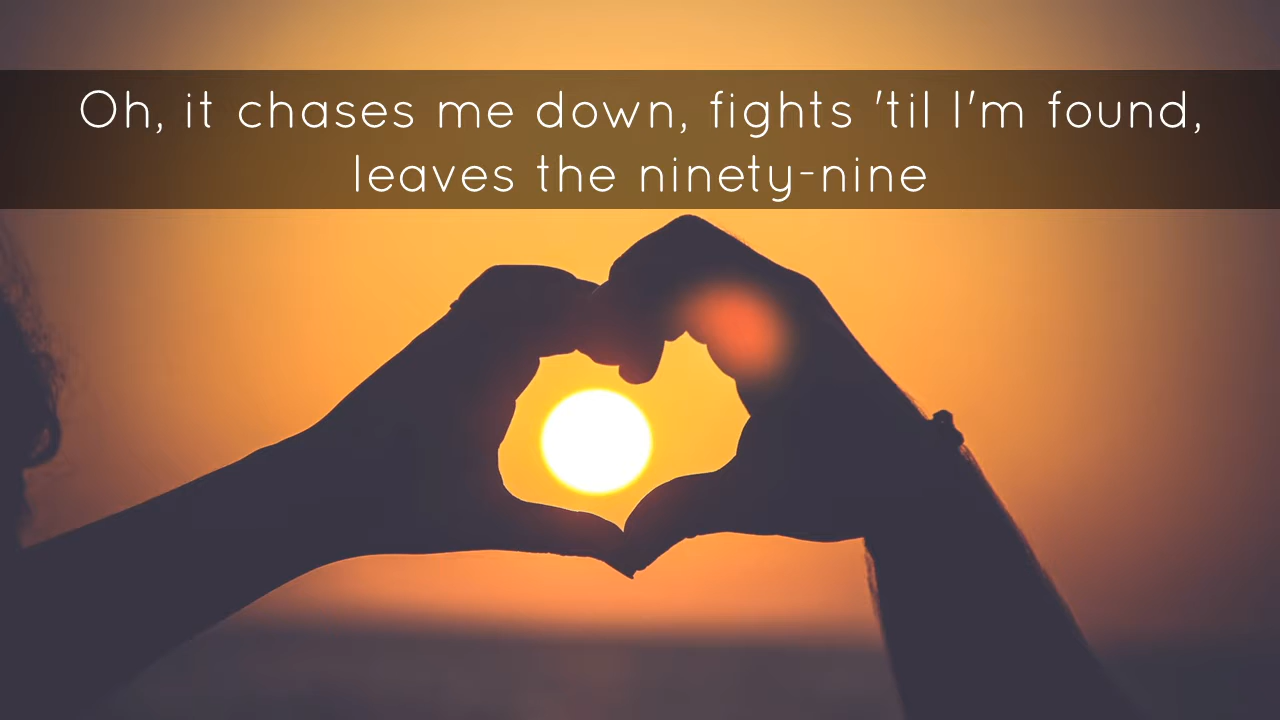 Oh, it chases me down, fights 'til I'm found,
leaves the ninety-nine